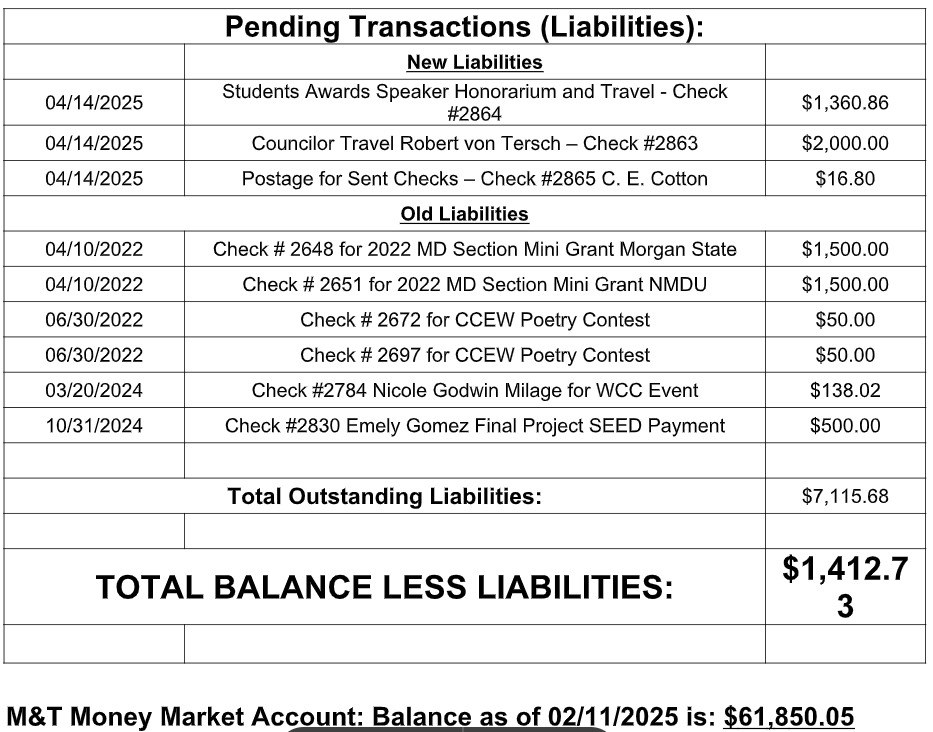 Pending Transactions (Liabilities):
New Liabilities
04/14/2025 Students Awards Speaker Honorarium and Travel - Check
#2864 $1,360.86
04/14/2025 Councilor Travel Robert von Tersch – Check #2863 $2,000.00
04/14/2025 Postage for Sent Checks – Check #2865 C. E. Cotton $16.80
Old Liabilities
04/10/2022 Check # 2648 for 2022 MD Section Mini Grant Morgan State $1,500.00
04/10/2022 Check # 2651 for 2022 MD Section Mini Grant NMDU $1,500.00
06/30/2022 Check # 2672 for CCEW Poetry Contest $50.00
06/30/2022 Check # 2697 for CCEW Poetry Contest $50.00
03/20/2024 Check #2784 Nicole Godwin Milage for WCC Event $138.02
10/31/2024 Check #2830 Emely Gomez Final Project SEED Payment $500.00
Total Outstanding Liabilities: $7,115.68
TOTAL BALANCE LESS LIABILITIES: $1,412.7
3
M&T Money Market Account: Balance as of 02/11/2025 is: $61,850.05